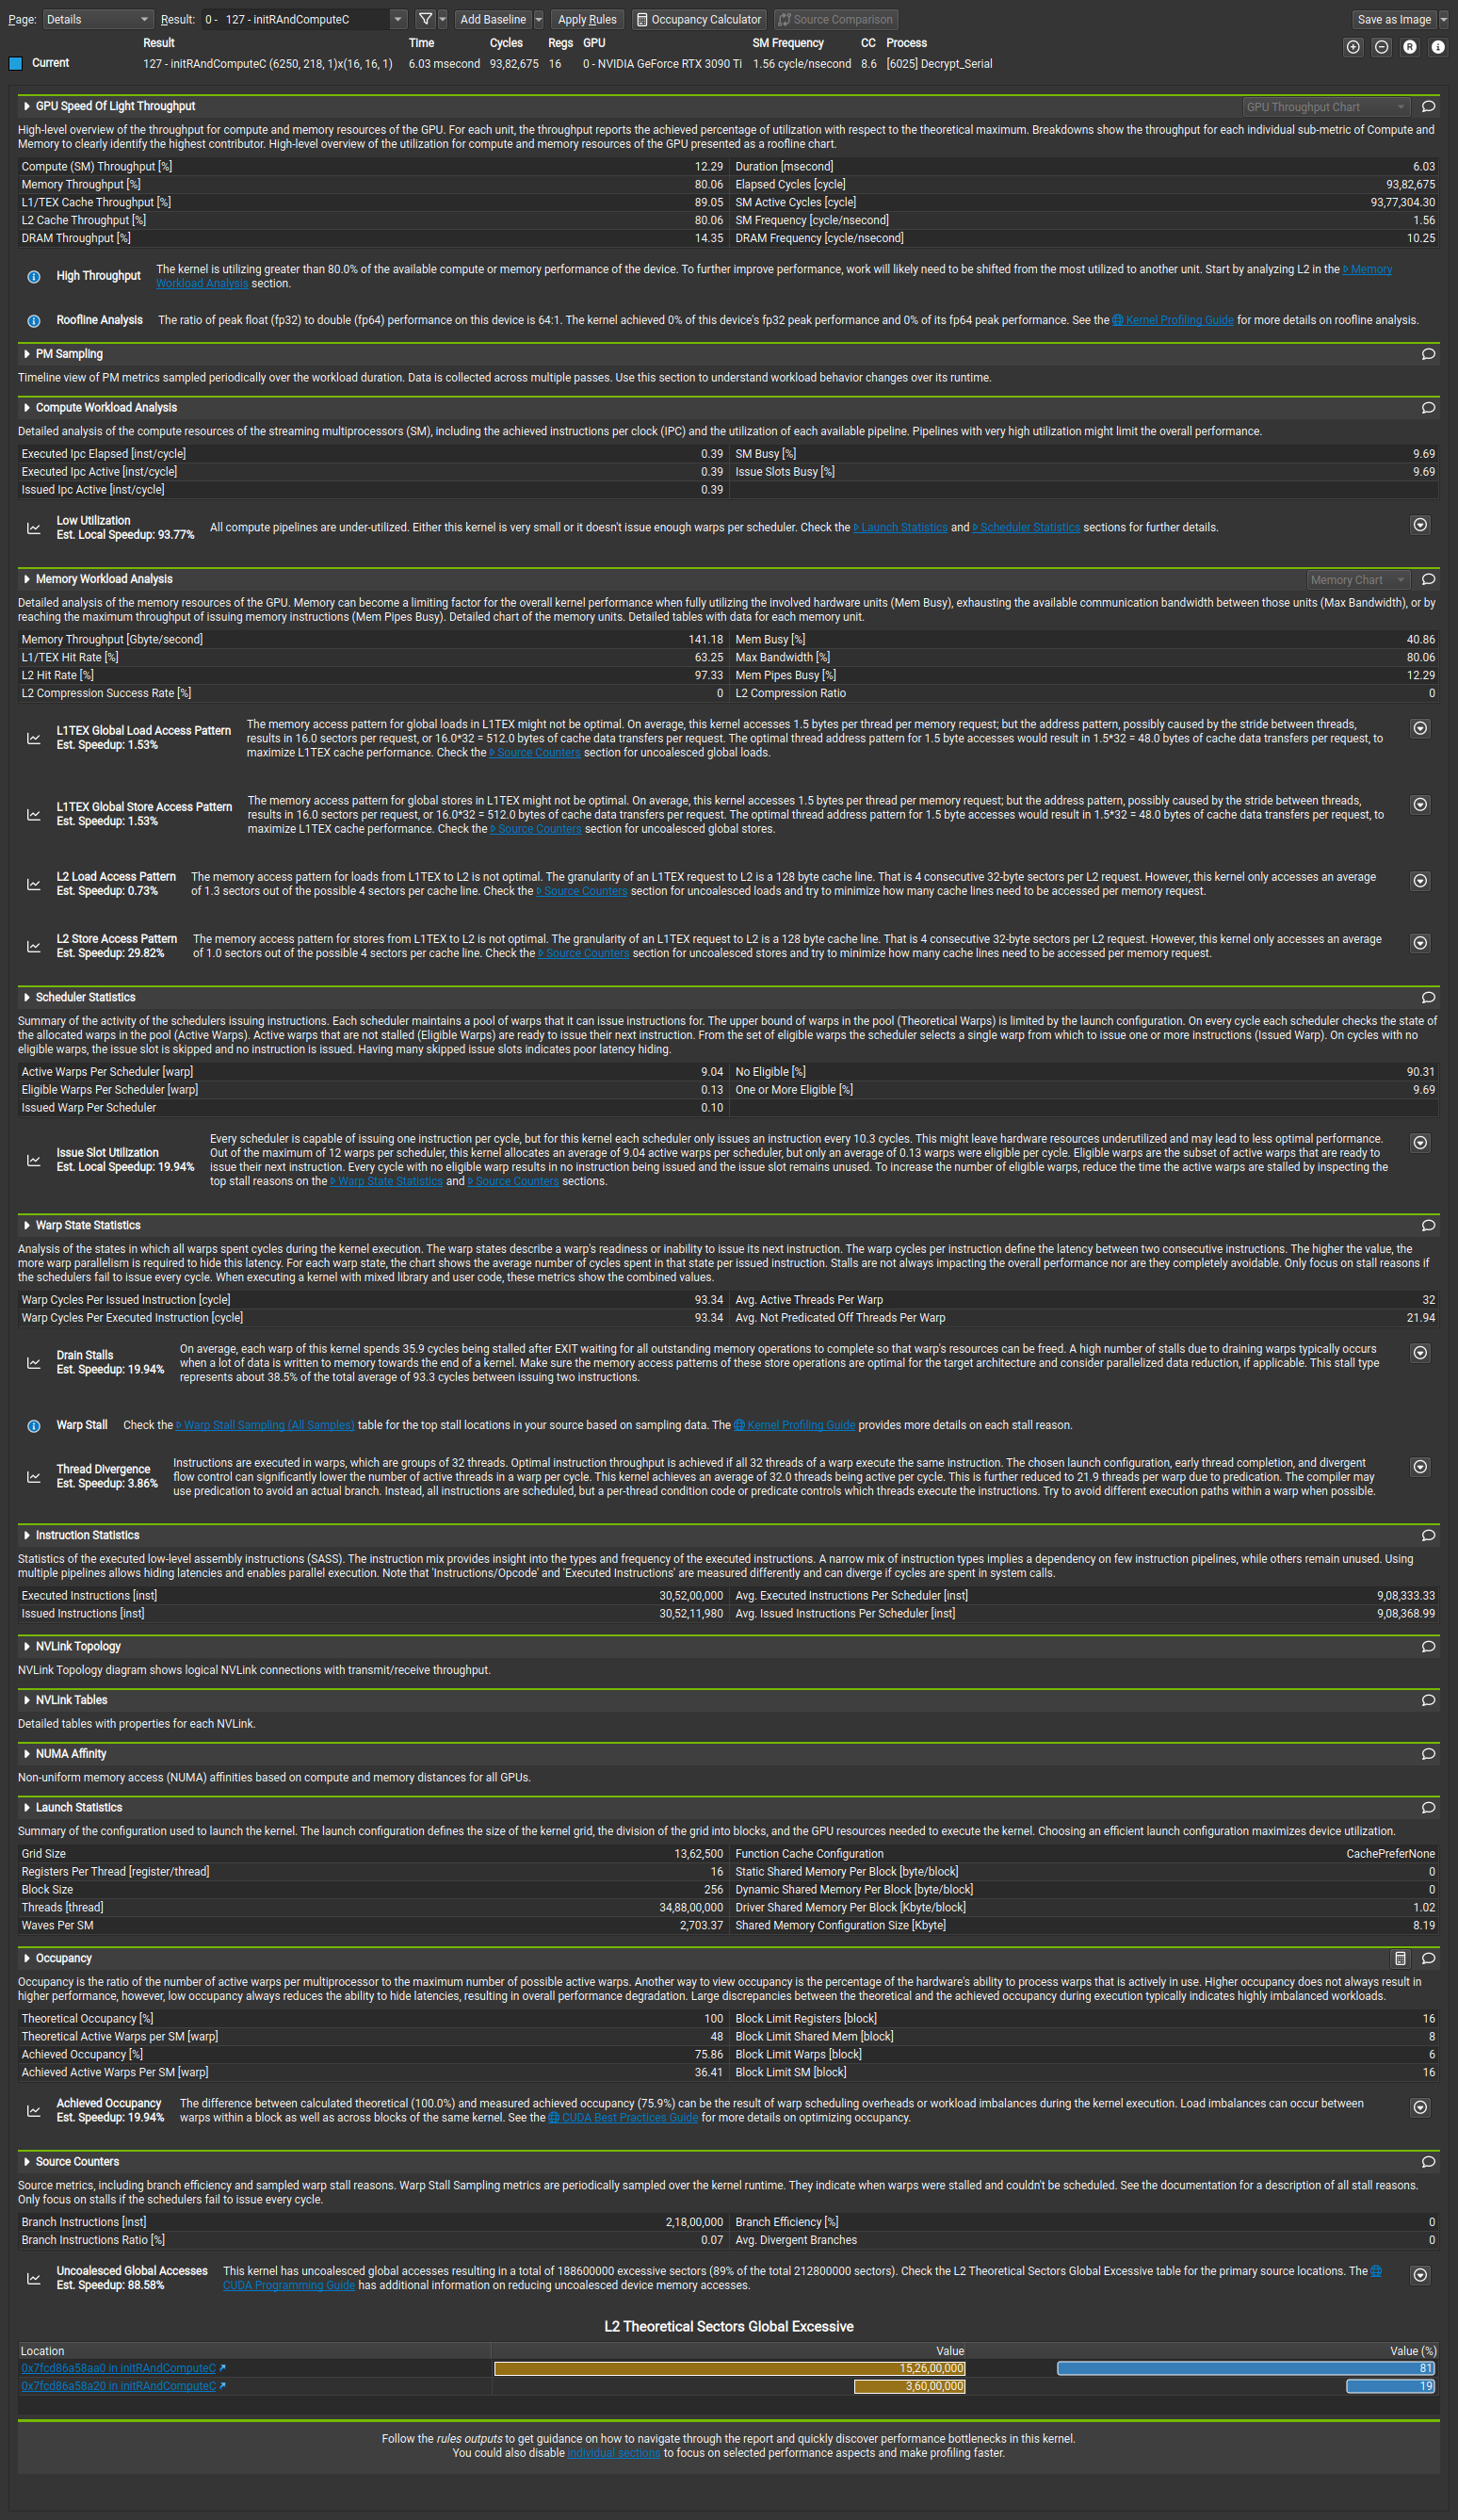 Page: Details Result: 0 - 127 - initRAndComputeC Add Baseline Apply Rules Occupancy Calculator Source Comparison Save as Image
Result Time Cycles Regs GPU SM Frequency CC Process
Current 127 - initRAndComputeC (6250, 218, 1)x(16, 16, 1) 6.03 msecond 93,82,675 16 0 - NVIDIA GeForce RTX 3090 Ti 1.56 cycle/nsecond 8.6 [6025] Decrypt_Serial
GPU Speed Of Light Throughput GPU Throughput Chart
High-level overview of the throughput for compute and memory resources of the GPU. For each unit, the throughput reports the achieved percentage of utilization with respect to the theoretical maximum. Breakdowns show the throughput for each individual sub-metric of Compute and
Memory to clearly identify the highest contributor. High-level overview of the utilization for compute and memory resources of the GPU presented as a roofline chart.
Compute (SM) Throughput [%] 12.29 Duration [msecond] 6.03
Memory Throughput [%] 80.06 Elapsed Cycles [cycle] 93,82,675
L1/TEX Cache Throughput [%] 89.05 SM Active Cycles [cycle] 93,77,304.30
L2 Cache Throughput [%] 80.06 SM Frequency [cycle/nsecond] 1.56
DRAM Throughput [%] 14.35 DRAM Frequency [cycle/nsecond] 10.25
High Throughput The kernel is utilizing greater than 80.0% of the available compute or memory performance of the device. To further improve performance, work will likely need to be shifted from the most utilized to another unit. Start by analyzing L2 in the Memory
Workload Analysis section.
Roofline Analysis The ratio of peak float (fp32) to double (fp64) performance on this device is 64:1. The kernel achieved 0% of this device's fp32 peak performance and 0% of its fp64 peak performance. See the Kernel Profiling Guide for more details on roofline analysis.
PM Sampling
Timeline view of PM metrics sampled periodically over the workload duration. Data is collected across multiple passes. Use this section to understand workload behavior changes over its runtime.
Compute Workload Analysis
Detailed analysis of the compute resources of the streaming multiprocessors (SM), including the achieved instructions per clock (IPC) and the utilization of each available pipeline. Pipelines with very high utilization might limit the overall performance.
Executed Ipc Elapsed [inst/cycle] 0.39 SM Busy [%] 9.69
Executed Ipc Active [inst/cycle] 0.39 Issue Slots Busy [%] 9.69
Issued Ipc Active [inst/cycle] 0.39
Low Utilization
Est. Local Speedup: 93.77% All compute pipelines are under-utilized. Either this kernel is very small or it doesn't issue enough warps per scheduler. Check the Launch Statistics and Scheduler Statistics sections for further details.
Memory Workload Analysis Memory Chart
Detailed analysis of the memory resources of the GPU. Memory can become a limiting factor for the overall kernel performance when fully utilizing the involved hardware units (Mem Busy), exhausting the available communication bandwidth between those units (Max Bandwidth), or by
reaching the maximum throughput of issuing memory instructions (Mem Pipes Busy). Detailed chart of the memory units. Detailed tables with data for each memory unit.
Memory Throughput [Gbyte/second] 141.18 Mem Busy [%] 40.86
L1/TEX Hit Rate [%] 63.25 Max Bandwidth [%] 80.06
L2 Hit Rate [%] 97.33 Mem Pipes Busy [%] 12.29
L2 Compression Success Rate [%] 0 L2 Compression Ratio 0
L1TEX Global Load Access Pattern
Est. Speedup: 1.53%
The memory access pattern for global loads in L1TEX might not be optimal. On average, this kernel accesses 1.5 bytes per thread per memory request; but the address pattern, possibly caused by the stride between threads,
results in 16.0 sectors per request, or 16.0*32 = 512.0 bytes of cache data transfers per request. The optimal thread address pattern for 1.5 byte accesses would result in 1.5*32 = 48.0 bytes of cache data transfers per request, to
maximize L1TEX cache performance. Check the Source Counters section for uncoalesced global loads.
L1TEX Global Store Access Pattern
Est. Speedup: 1.53%
The memory access pattern for global stores in L1TEX might not be optimal. On average, this kernel accesses 1.5 bytes per thread per memory request; but the address pattern, possibly caused by the stride between threads,
results in 16.0 sectors per request, or 16.0*32 = 512.0 bytes of cache data transfers per request. The optimal thread address pattern for 1.5 byte accesses would result in 1.5*32 = 48.0 bytes of cache data transfers per request, to
maximize L1TEX cache performance. Check the Source Counters section for uncoalesced global stores.
L2 Load Access Pattern
Est. Speedup: 0.73%
The memory access pattern for loads from L1TEX to L2 is not optimal. The granularity of an L1TEX request to L2 is a 128 byte cache line. That is 4 consecutive 32-byte sectors per L2 request. However, this kernel only accesses an average
of 1.3 sectors out of the possible 4 sectors per cache line. Check the Source Counters section for uncoalesced loads and try to minimize how many cache lines need to be accessed per memory request.
L2 Store Access Pattern
Est. Speedup: 29.82%
The memory access pattern for stores from L1TEX to L2 is not optimal. The granularity of an L1TEX request to L2 is a 128 byte cache line. That is 4 consecutive 32-byte sectors per L2 request. However, this kernel only accesses an average
of 1.0 sectors out of the possible 4 sectors per cache line. Check the Source Counters section for uncoalesced stores and try to minimize how many cache lines need to be accessed per memory request.
Scheduler Statistics
Summary of the activity of the schedulers issuing instructions. Each scheduler maintains a pool of warps that it can issue instructions for. The upper bound of warps in the pool (Theoretical Warps) is limited by the launch configuration. On every cycle each scheduler checks the state of
the allocated warps in the pool (Active Warps). Active warps that are not stalled (Eligible Warps) are ready to issue their next instruction. From the set of eligible warps the scheduler selects a single warp from which to issue one or more instructions (Issued Warp). On cycles with no
eligible warps, the issue slot is skipped and no instruction is issued. Having many skipped issue slots indicates poor latency hiding.
Active Warps Per Scheduler [warp] 9.04 No Eligible [%] 90.31
Eligible Warps Per Scheduler [warp] 0.13 One or More Eligible [%] 9.69
Issued Warp Per Scheduler 0.10
Issue Slot Utilization
Est. Local Speedup: 19.94%
Every scheduler is capable of issuing one instruction per cycle, but for this kernel each scheduler only issues an instruction every 10.3 cycles. This might leave hardware resources underutilized and may lead to less optimal performance.
Out of the maximum of 12 warps per scheduler, this kernel allocates an average of 9.04 active warps per scheduler, but only an average of 0.13 warps were eligible per cycle. Eligible warps are the subset of active warps that are ready to
issue their next instruction. Every cycle with no eligible warp results in no instruction being issued and the issue slot remains unused. To increase the number of eligible warps, reduce the time the active warps are stalled by inspecting the
top stall reasons on the Warp State Statistics and Source Counters sections.
Warp State Statistics
Analysis of the states in which all warps spent cycles during the kernel execution. The warp states describe a warp's readiness or inability to issue its next instruction. The warp cycles per instruction define the latency between two consecutive instructions. The higher the value, the
more warp parallelism is required to hide this latency. For each warp state, the chart shows the average number of cycles spent in that state per issued instruction. Stalls are not always impacting the overall performance nor are they completely avoidable. Only focus on stall reasons if
the schedulers fail to issue every cycle. When executing a kernel with mixed library and user code, these metrics show the combined values.
Warp Cycles Per Issued Instruction [cycle] 93.34 Avg. Active Threads Per Warp 32
Warp Cycles Per Executed Instruction [cycle] 93.34 Avg. Not Predicated Off Threads Per Warp 21.94
Drain Stalls
Est. Speedup: 19.94%
On average, each warp of this kernel spends 35.9 cycles being stalled after EXIT waiting for all outstanding memory operations to complete so that warp's resources can be freed. A high number of stalls due to draining warps typically occurs
when a lot of data is written to memory towards the end of a kernel. Make sure the memory access patterns of these store operations are optimal for the target architecture and consider parallelized data reduction, if applicable. This stall type
represents about 38.5% of the total average of 93.3 cycles between issuing two instructions.
Warp Stall Check the Warp Stall Sampling (All Samples) table for the top stall locations in your source based on sampling data. The Kernel Profiling Guide provides more details on each stall reason.
Thread Divergence
Est. Speedup: 3.86%
Instructions are executed in warps, which are groups of 32 threads. Optimal instruction throughput is achieved if all 32 threads of a warp execute the same instruction. The chosen launch configuration, early thread completion, and divergent
flow control can significantly lower the number of active threads in a warp per cycle. This kernel achieves an average of 32.0 threads being active per cycle. This is further reduced to 21.9 threads per warp due to predication. The compiler may
use predication to avoid an actual branch. Instead, all instructions are scheduled, but a per-thread condition code or predicate controls which threads execute the instructions. Try to avoid different execution paths within a warp when possible.
Instruction Statistics
Statistics of the executed low-level assembly instructions (SASS). The instruction mix provides insight into the types and frequency of the executed instructions. A narrow mix of instruction types implies a dependency on few instruction pipelines, while others remain unused. Using
multiple pipelines allows hiding latencies and enables parallel execution. Note that 'Instructions/Opcode' and 'Executed Instructions' are measured differently and can diverge if cycles are spent in system calls.
Executed Instructions [inst] 30,52,00,000 Avg. Executed Instructions Per Scheduler [inst] 9,08,333.33
Issued Instructions [inst] 30,52,11,980 Avg. Issued Instructions Per Scheduler [inst] 9,08,368.99
NVLink Topology
NVLink Topology diagram shows logical NVLink connections with transmit/receive throughput.
NVLink Tables
Detailed tables with properties for each NVLink.
NUMA Affinity
Non-uniform memory access (NUMA) affinities based on compute and memory distances for all GPUs.
Launch Statistics
Summary of the configuration used to launch the kernel. The launch configuration defines the size of the kernel grid, the division of the grid into blocks, and the GPU resources needed to execute the kernel. Choosing an efficient launch configuration maximizes device utilization.
Grid Size 13,62,500 Function Cache Configuration CachePreferNone
Registers Per Thread [register/thread] 16 Static Shared Memory Per Block [byte/block] 0
Block Size 256 Dynamic Shared Memory Per Block [byte/block] 0
Threads [thread] 34,88,00,000 Driver Shared Memory Per Block [Kbyte/block] 1.02
Waves Per SM 2,703.37 Shared Memory Configuration Size [Kbyte] 8.19
Occupancy
Occupancy is the ratio of the number of active warps per multiprocessor to the maximum number of possible active warps. Another way to view occupancy is the percentage of the hardware's ability to process warps that is actively in use. Higher occupancy does not always result in
higher performance, however, low occupancy always reduces the ability to hide latencies, resulting in overall performance degradation. Large discrepancies between the theoretical and the achieved occupancy during execution typically indicates highly imbalanced workloads.
Theoretical Occupancy [%] 100 Block Limit Registers [block] 16
Theoretical Active Warps per SM [warp] 48 Block Limit Shared Mem [block] 8
Achieved Occupancy [%] 75.86 Block Limit Warps [block] 6
Achieved Active Warps Per SM [warp] 36.41 Block Limit SM [block] 16
Achieved Occupancy
Est. Speedup: 19.94%
The difference between calculated theoretical (100.0%) and measured achieved occupancy (75.9%) can be the result of warp scheduling overheads or workload imbalances during the kernel execution. Load imbalances can occur between
warps within a block as well as across blocks of the same kernel. See the CUDA Best Practices Guide for more details on optimizing occupancy.
Source Counters
Source metrics, including branch efficiency and sampled warp stall reasons. Warp Stall Sampling metrics are periodically sampled over the kernel runtime. They indicate when warps were stalled and couldn't be scheduled. See the documentation for a description of all stall reasons.
Only focus on stalls if the schedulers fail to issue every cycle.
Branch Instructions [inst] 2,18,00,000 Branch Efficiency [%] 0
Branch Instructions Ratio [%] 0.07 Avg. Divergent Branches 0
Uncoalesced Global Accesses
Est. Speedup: 88.58%
This kernel has uncoalesced global accesses resulting in a total of 188600000 excessive sectors (89% of the total 212800000 sectors). Check the L2 Theoretical Sectors Global Excessive table for the primary source locations. The
CUDA Programming Guide has additional information on reducing uncoalesced device memory accesses.
L2 Theoretical Sectors Global Excessive
Location Value Value (%)
0x7fcd86a58aa0 in initRAndComputeC 15,26,00,000 81
0x7fcd86a58a20 in initRAndComputeC 3,60,00,000 19
Follow the rules outputs to get guidance on how to navigate through the report and quickly discover performance bottlenecks in this kernel.
You could also disable individual sections to focus on selected performance aspects and make profiling faster.